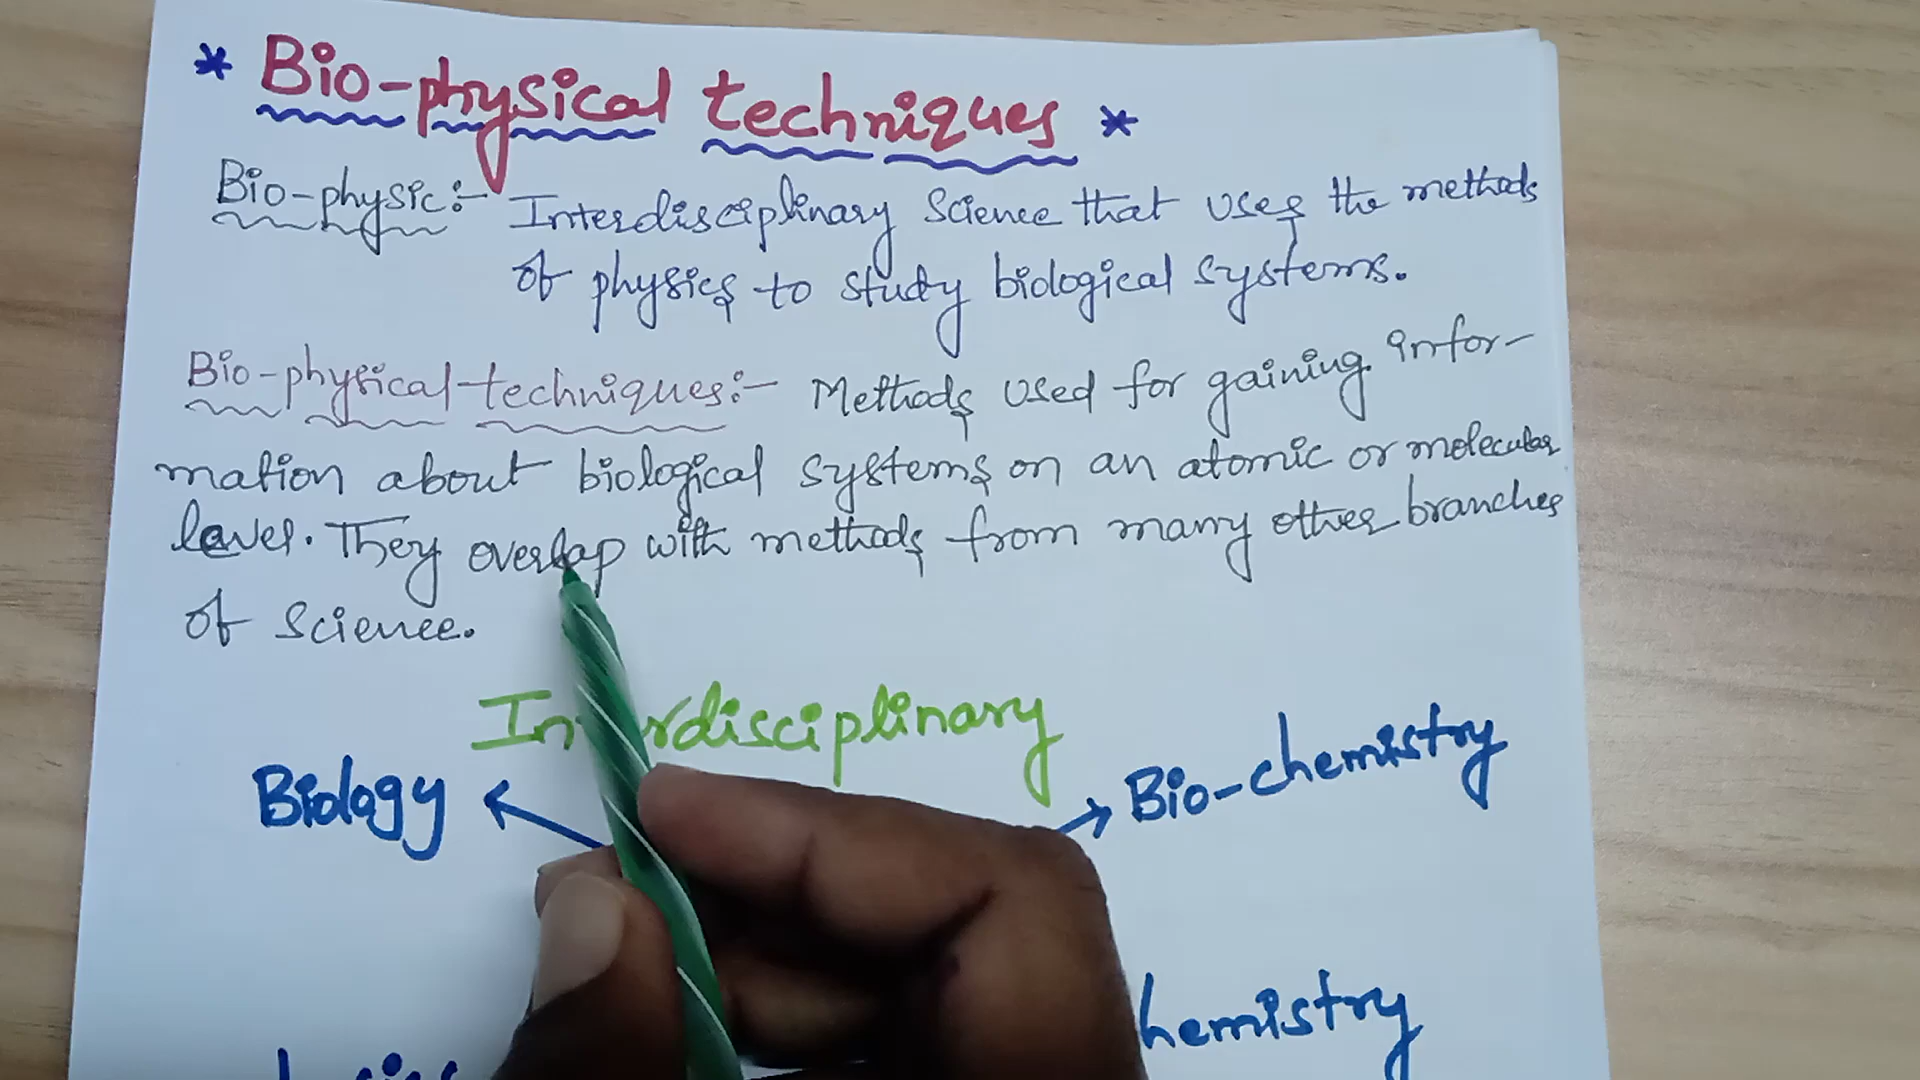 * Bio-physical techniques *
Bio-physic:- Interdisciplinary Science that uses the methods
of physics to study biological systems.
Bio-physical techniques:- Methods used for gaining infor-
mation about biological systems on an atomic or molecular
level. They overlap with methods from many other branches
of Science.
Interdisciplinary
Biology
Bio-chemistry
hemistry